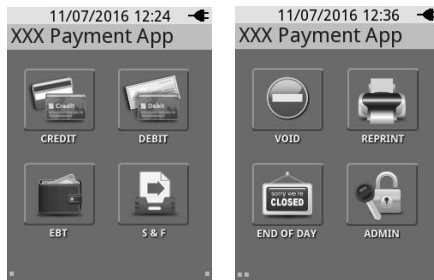 11/07/2016 12:24
XXX Payment App
Credit
Debit
CREDIT
DEBIT
EBT
S & F
11/07/2016 12:36
XXX Payment App
VOID
REPRINT
sorry we're
CLOSED
END OF DAY
ADMIN